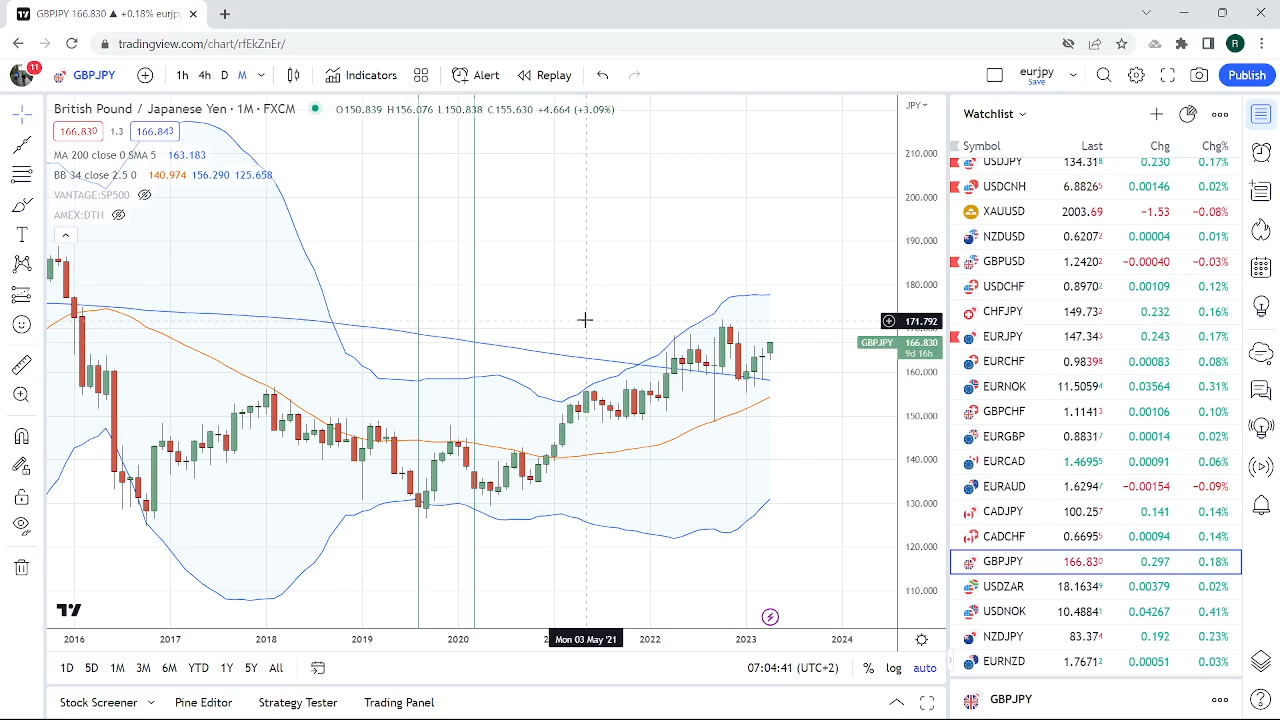 GBPJPY 166.830 ▲ +0.18% eurjpy
tradingview.com/chart/rfEkZnEr/
R
11
GBPJPY
1h 4h D M
Indicators
Alert
Replay
eurjpy
Save
Publish
British Pound / Japanese Yen · 1M · FXCM
O150.839 H156.076 L150.838 C155.630 +4.664 (+3.09%)
166.830 1.3 166.843
MA 200 close 0 SMA 5 163.183
BB 34 close 2.5 0 140.974 156.290
VANTAGE:SP500
AMEX:DTH
JPY
210.000
200.000
190.000
180.000
171.792
GBPJPY 166.830
9d 16h
160.000
150.000
140.000
130.000
120.000
110.000
2016 2017 2018 2019 2020 Mon 03 May '21 2022 2023 2024
1D 5D 1M 3M 6M YTD 1Y 5Y All
07:04:41 (UTC+2) % log auto
Stock Screener Pine Editor Strategy Tester Trading Panel
Watchlist
Symbol Last Chg Chg%
USDJPY 134.318 0.230 0.17%
USDCNH 6.88265 0.00146 0.02%
XAUUSD 2003.69 −1.53 −0.08%
NZDUSD 0.62072 0.00004 0.01%
GBPUSD 1.24202 −0.00040 −0.03%
USDCHF 0.89702 0.00109 0.12%
CHFJPY 149.732 0.232 0.16%
EURJPY 147.343 0.243 0.17%
EURCHF 0.98398 0.00083 0.08%
EURNOK 11.50594 0.03564 0.31%
GBPCHF 1.11413 0.00106 0.10%
EURGBP 0.88317 0.00014 0.02%
EURCAD 1.46955 0.00091 0.06%
EURAUD 1.62947 −0.00154 −0.09%
CADJPY 100.257 0.141 0.14%
CADCHF 0.66955 0.00094 0.14%
GBPJPY 166.830 0.297 0.18%
USDZAR 18.16349 0.00379 0.02%
USDNOK 10.48841 0.04267 0.41%
NZDJPY 83.374 0.192 0.23%
EURNZD 1.76712 0.00051 0.03%
GBPJPY